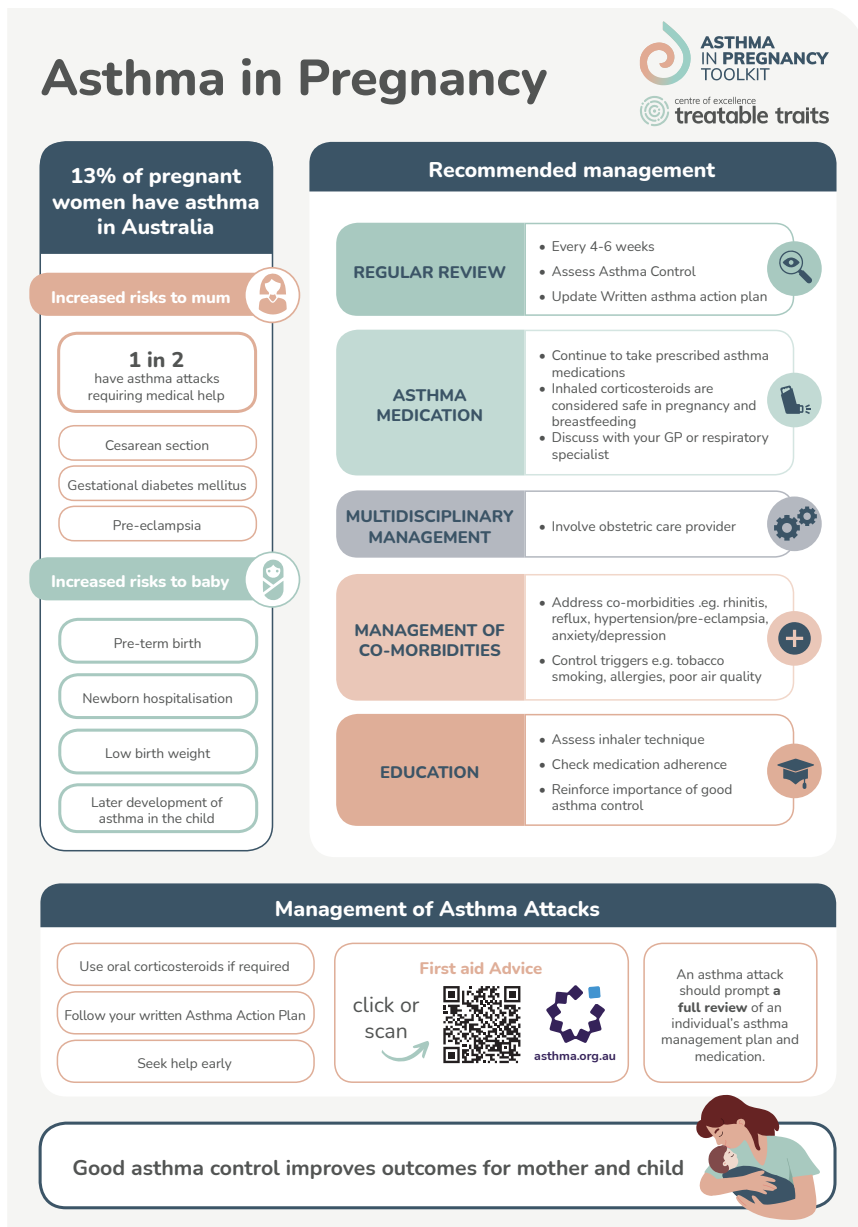 Asthma in Pregnancy
ASTHMA
IN PREGNANCY
TOOLKIT
centre of excellence
treatable traits
13% of pregnant
women have asthma
in Australia
Increased risks to mum
1 in 2
have asthma attacks
requiring medical help
Cesarean section
Gestational diabetes mellitus
Pre-eclampsia
Increased risks to baby
Pre-term birth
Newborn hospitalisation
Low birth weight
Later development of
asthma in the child
Recommended management
REGULAR REVIEW
• Every 4-6 weeks
• Assess Asthma Control
• Update Written asthma action plan
ASTHMA
MEDICATION
• Continue to take prescribed asthma
medications
• Inhaled corticosteroids are
considered safe in pregnancy and
breastfeeding
• Discuss with your GP or respiratory
specialist
MULTIDISCIPLINARY
MANAGEMENT
• Involve obstetric care provider
MANAGEMENT OF
CO-MORBIDITIES
• Address co-morbidities .eg. rhinitis,
reflux, hypertension/pre-eclampsia,
anxiety/depression
• Control triggers e.g. tobacco
smoking, allergies, poor air quality
EDUCATION
• Assess inhaler technique
• Check medication adherence
• Reinforce importance of good
asthma control
Management of Asthma Attacks
Use oral corticosteroids if required
Follow your written Asthma Action Plan
Seek help early
First aid Advice
click or
scan
asthma.org.au
An asthma attack
should prompt a
full review of an
individual's asthma
management plan and
medication.
Good asthma control improves outcomes for mother and child